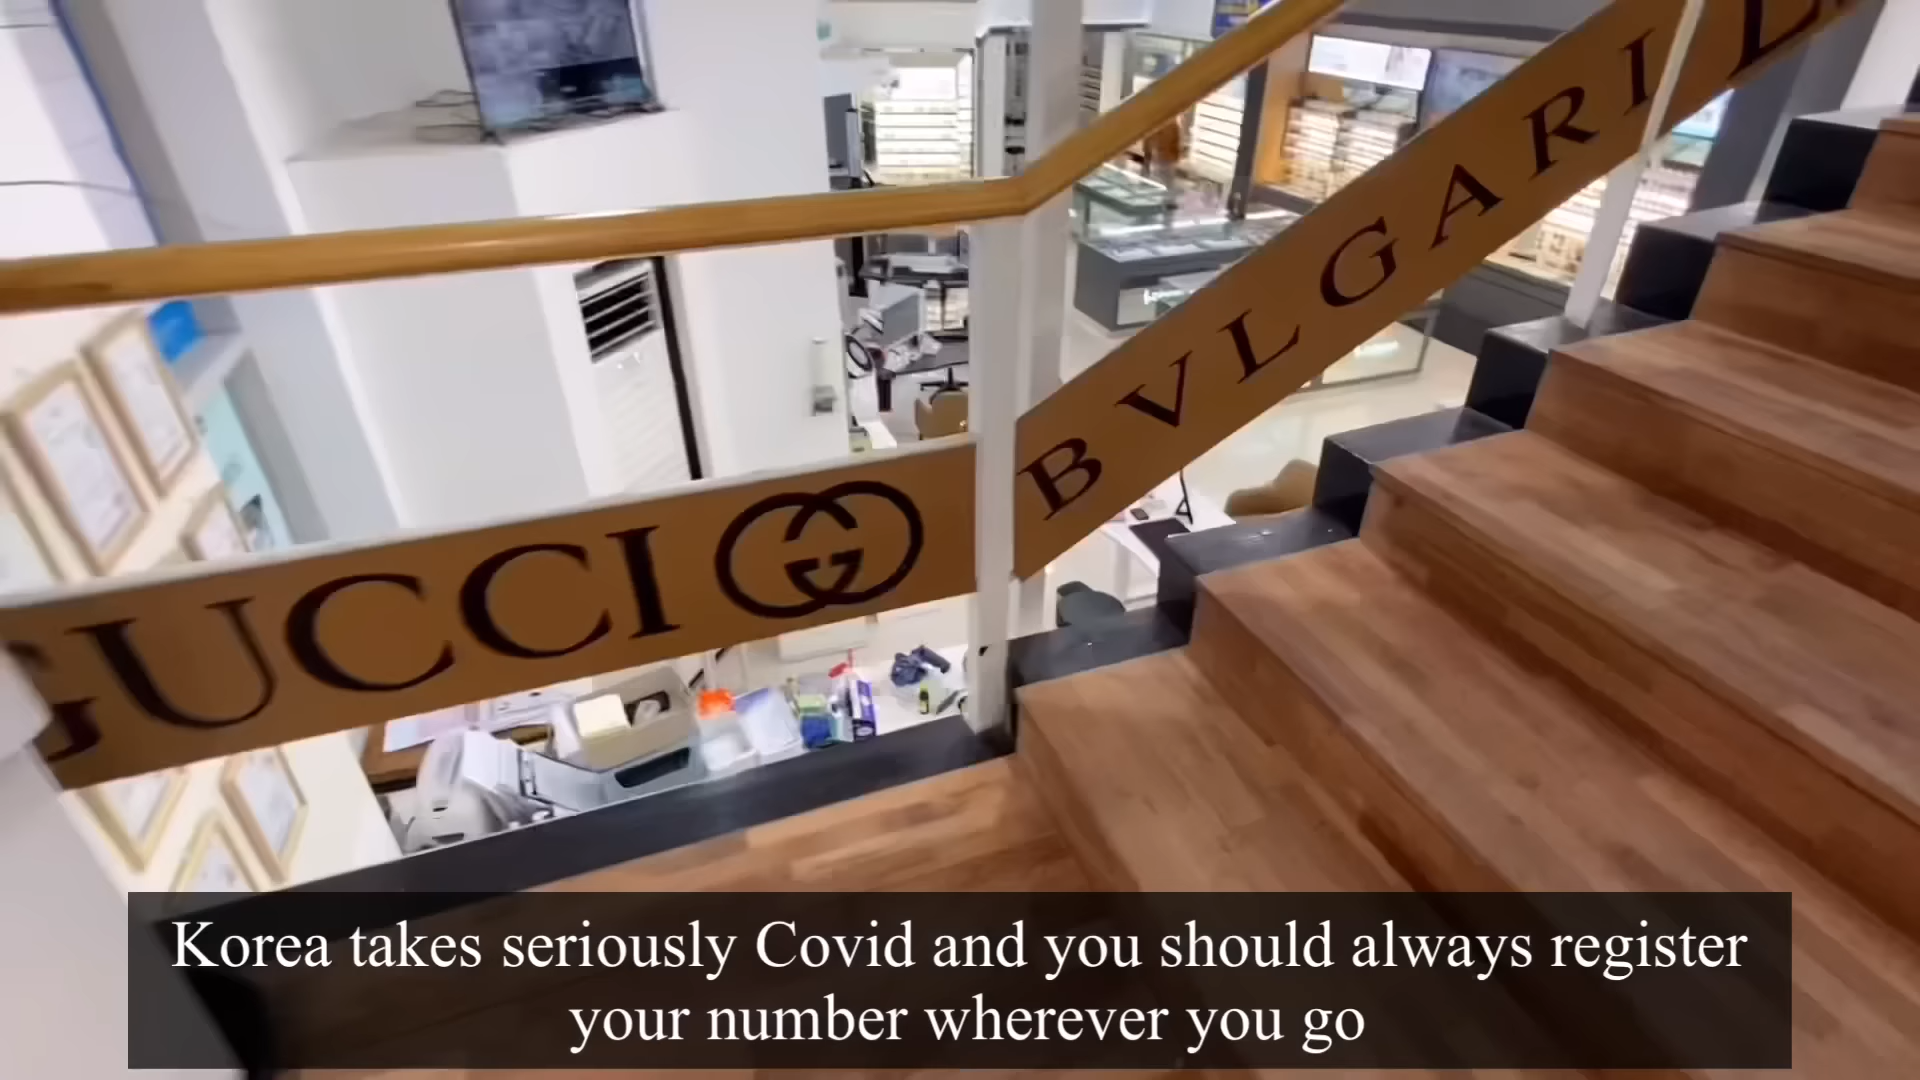 GUCCI
BVLGARI
Korea takes seriously Covid and you should always register
your number wherever you go